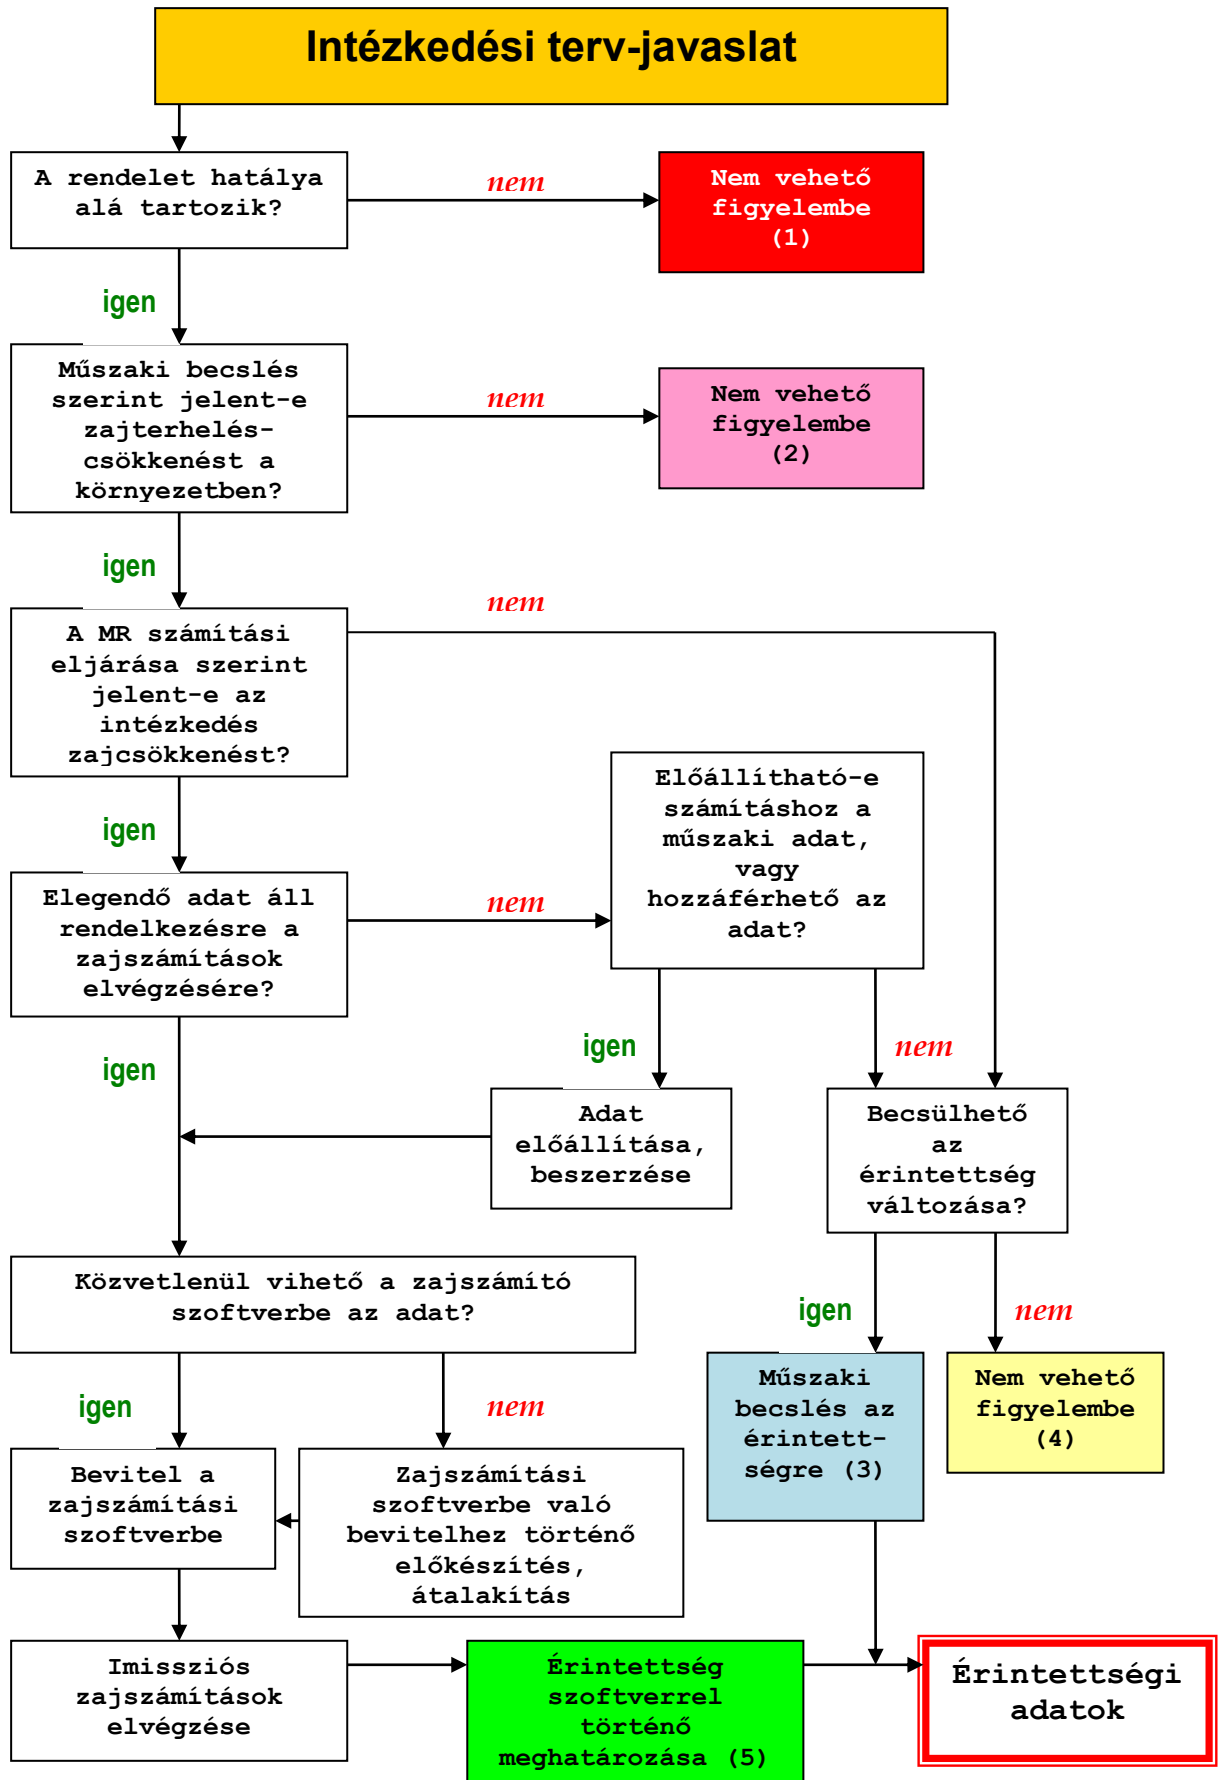 Intézkedési terv-javaslat
A rendelet hatálya
alá tartozik?
nem
Nem vehető
figyelembe
(1)
igen
Műszaki becslés
szerint jelent-e
zajterhelés-
csökkenést a
környezetben?
nem
Nem vehető
figyelembe
(2)
igen
A MR számítási
eljárása szerint
jelent-e az
intézkedés
zajcsökkenést?
nem
igen
Előállítható-e
számításhoz a
műszaki adat,
vagy
hozzáférhető az
adat?
Elegendő adat áll
rendelkezésre a
zajszámítások
elvégzésére?
nem
igen
igen
nem
Adat
előállítása,
beszerzése
Becsülhető
az
érintettség
változása?
Közvetlenül vihető a zajszámító
szoftverbe az adat?
igen
nem
igen
nem
Műszaki
becslés az
érintett-
ségre (3)
Nem vehető
figyelembe
(4)
Bevitel a
zajszámítási
szoftverbe
Zajszámítási
szoftverbe való
bevitelhez történő
előkészítés,
átalakítás
Imissziós
zajszámítások
elvégzése
Érintettség
szoftverrel
történő
meghatározása (5)
Érintettségi
adatok